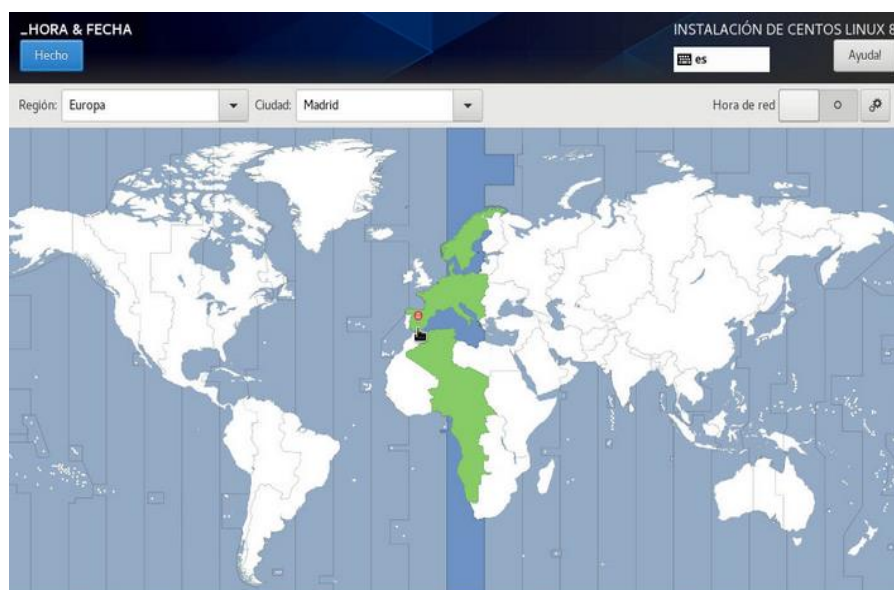 _HORA & FECHA
INSTALACIÓN DE CENTOS LINUX 8
Hecho
es
Ayuda!
Región: Europa
Ciudad: Madrid
Hora de red
O